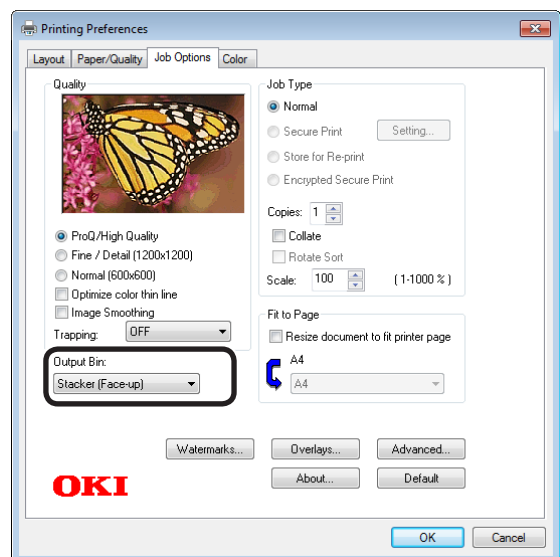 Printing Preferences
Layout Paper/Quality Job Options Color
Quality
ProQ/High Quality
Fine / Detail (1200x1200)
Normal (600x600)
Optimize color thin line
Image Smoothing
Trapping: OFF
Output Bin:
Stacker (Face-up)
Job Type
Normal
Secure Print Setting...
Store for Re-print
Encrypted Secure Print
Copies: 1
Collate
Rotate Sort
Scale: 100 (1-1000 %)
Fit to Page
Resize document to fit printer page
A4
A4
Watermarks... Overlays... Advanced...
OKI About... Default
OK Cancel